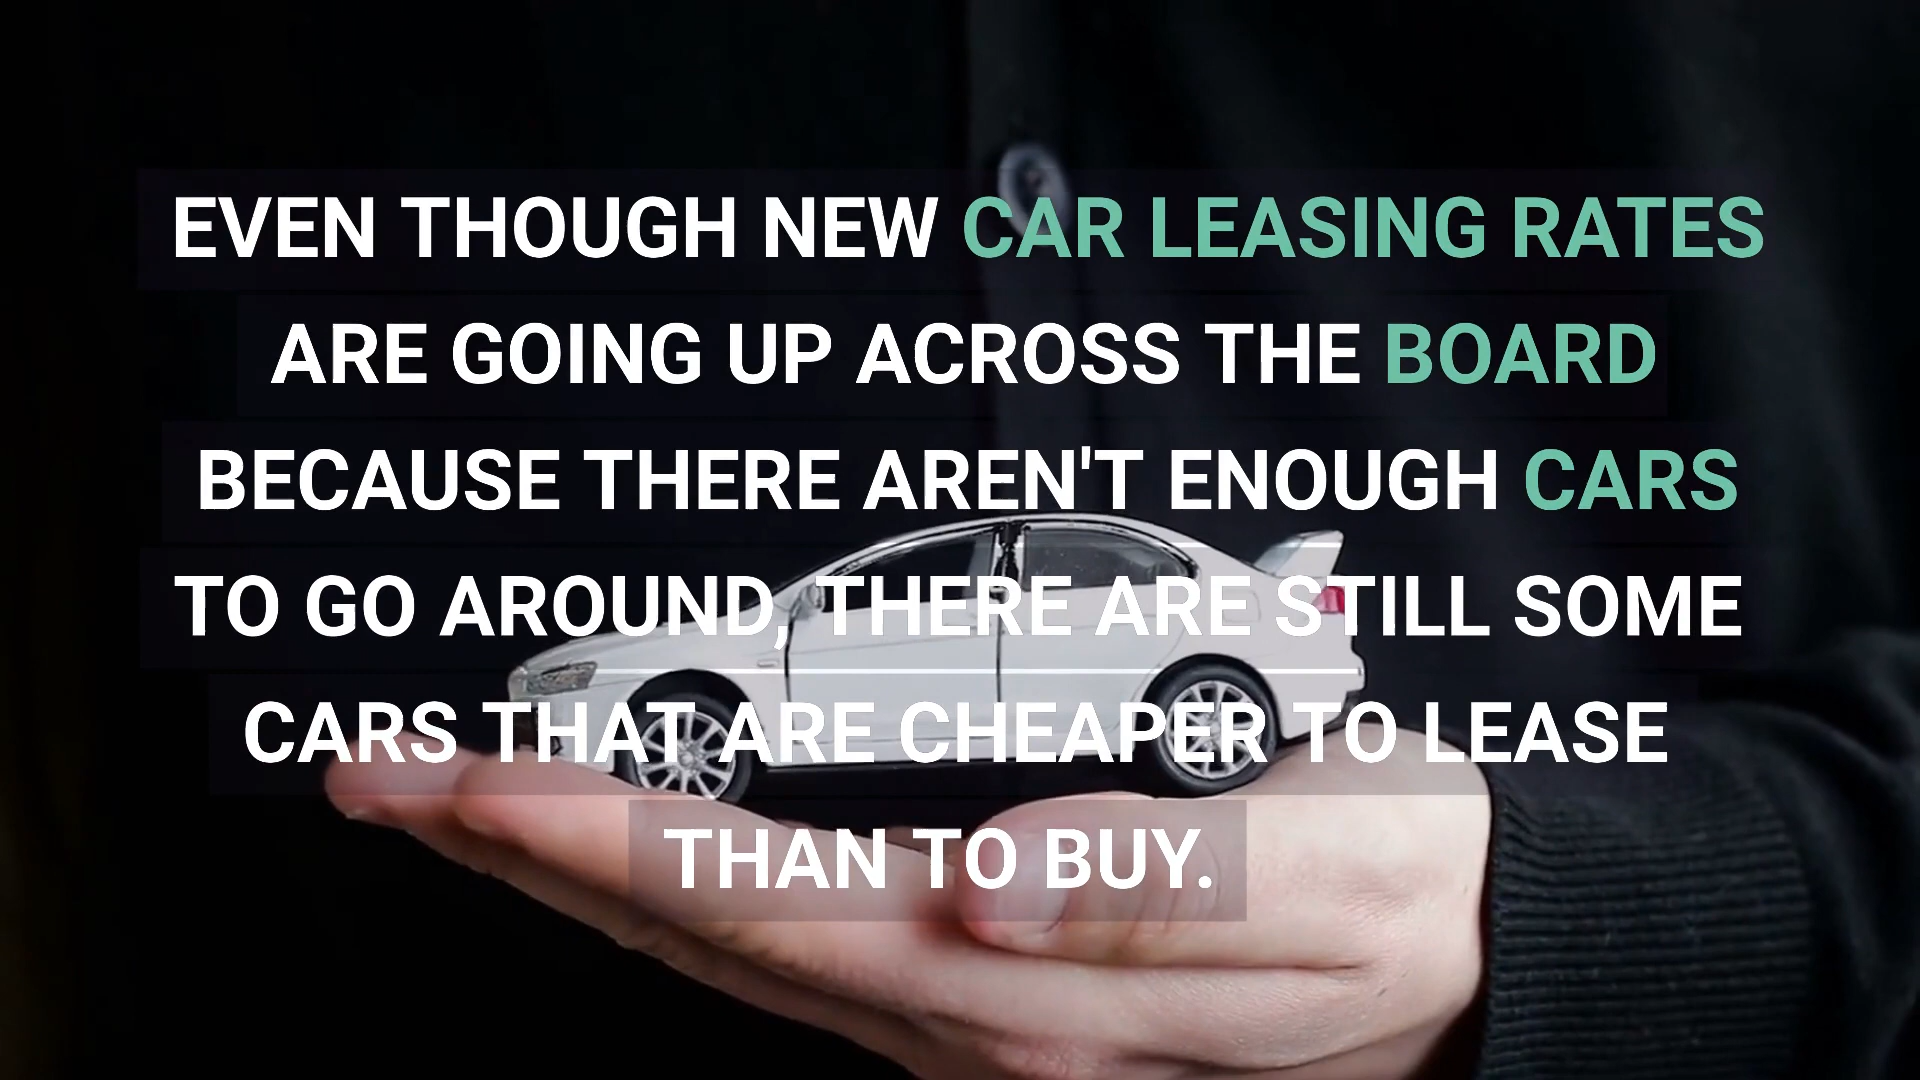 EVEN THOUGH NEW CAR LEASING RATES
ARE GOING UP ACROSS THE BOARD
BECAUSE THERE AREN'T ENOUGH CARS
TO GO AROUND, THERE ARE STILL SOME
CARS THAT ARE CHEAPER TO LEASE
THAN TO BUY.